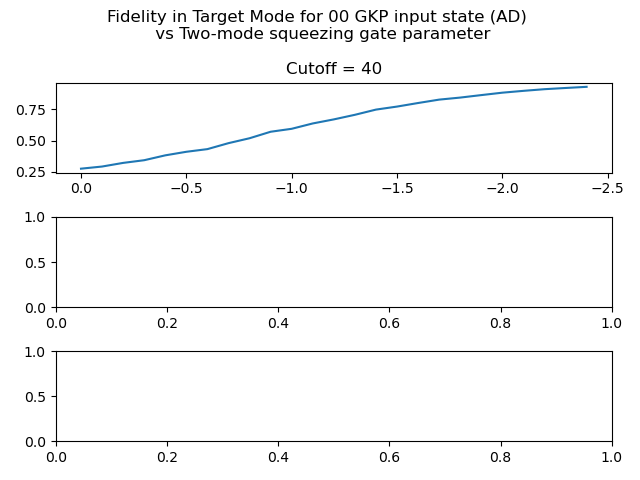 Fidelity in Target Mode for 00 GKP input state (AD)
vs Two-mode squeezing gate parameter
Cutoff = 40
0.75
0.50
0.25
0.0 −0.5 −1.0 −1.5 −2.0 −2.5
1.0
0.5
0.0
0.0 0.2 0.4 0.6 0.8 1.0
1.0
0.5
0.0
0.0 0.2 0.4 0.6 0.8 1.0